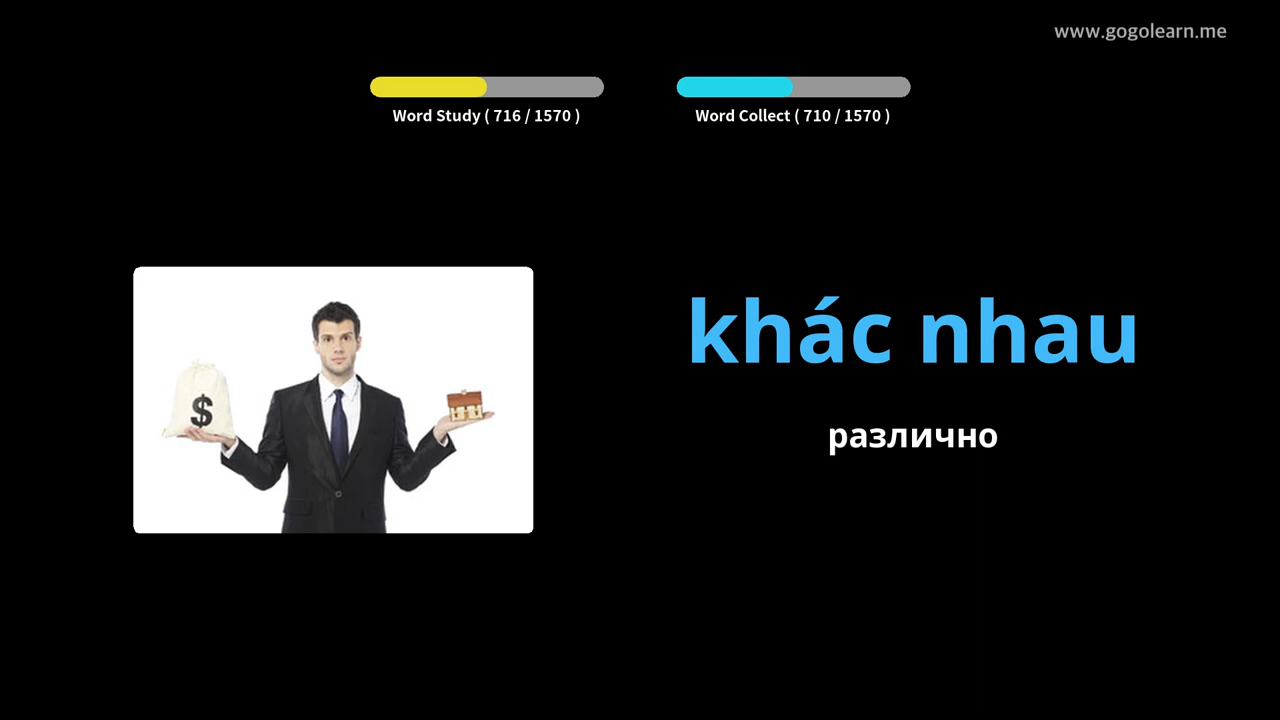 www.gogolearn.me
Word Study ( 716 / 1570 )
Word Collect ( 710 / 1570 )
$
khác nhau
различно